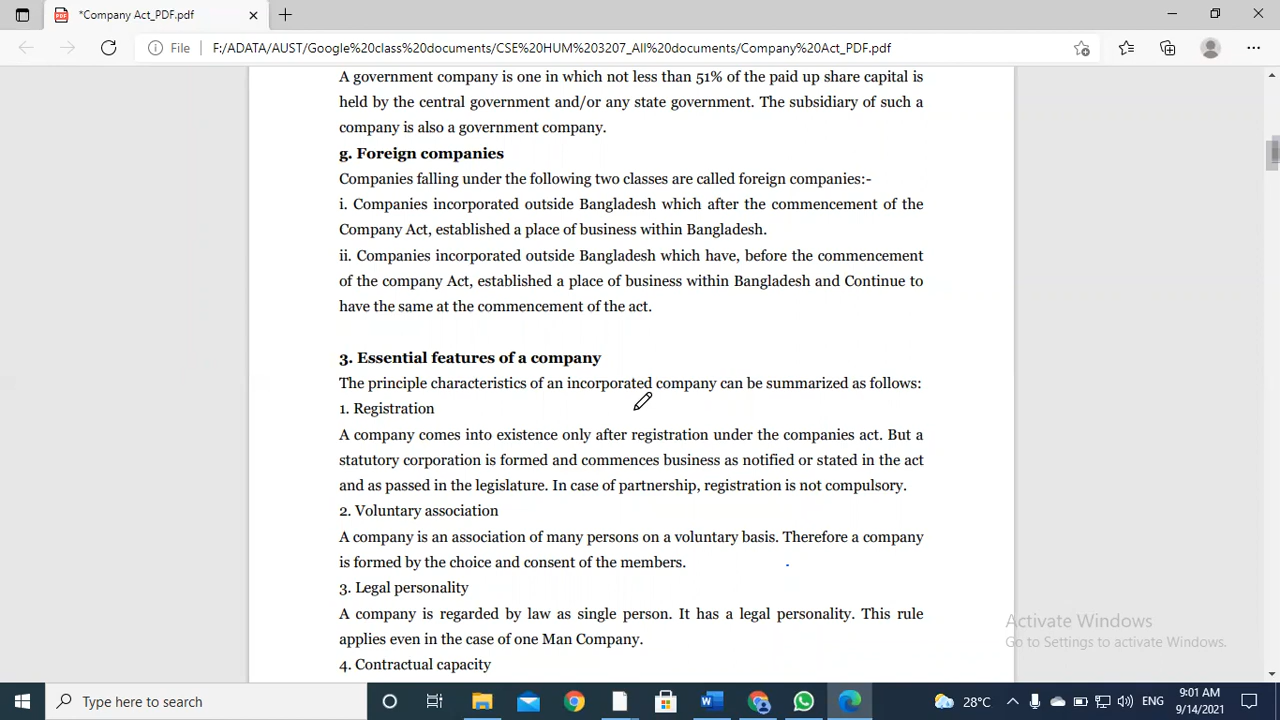 *Company Act_PDF.pdf
File
F:/ADATA/AUST/Google%20class%20documents/CSE%20HUM%203207_All%20documents/Company%20Act_PDF.pdf
A government company is one in which not less than 51% of the paid up share capital is
held by the central government and/or any state government. The subsidiary of such a
company is also a government company.
g. Foreign companies
Companies falling under the following two classes are called foreign companies:-
i. Companies incorporated outside Bangladesh which after the commencement of the
Company Act, established a place of business within Bangladesh.
ii. Companies incorporated outside Bangladesh which have, before the commencement
of the company Act, established a place of business within Bangladesh and Continue to
have the same at the commencement of the act.
3. Essential features of a company
The principle characteristics of an incorporated company can be summarized as follows:
1. Registration
A company comes into existence only after registration under the companies act. But a
statutory corporation is formed and commences business as notified or stated in the act
and as passed in the legislature. In case of partnership, registration is not compulsory.
2. Voluntary association
A company is an association of many persons on a voluntary basis. Therefore a company
is formed by the choice and consent of the members.
3. Legal personality
A company is regarded by law as single person. It has a legal personality. This rule
applies even in the case of one Man Company.
4. Contractual capacity
Activate Windows
Go to Settings to activate Windows.
Type here to search
28°C
ENG
9:01 AM
9/14/2021